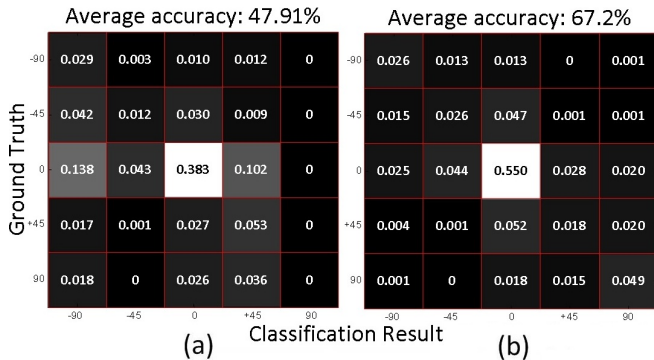 Average accuracy: 47.91% Average accuracy: 67.2%
Ground Truth
-90 0.029 0.003 0.010 0.012 0 -90 0.026 0.013 0.013 0 0.001
-45 0.042 0.012 0.030 0.009 0 -45 0.015 0.026 0.047 0.001 0.001
0 0.138 0.043 0.383 0.102 0 0 0.025 0.044 0.550 0.028 0.020
+45 0.017 0.001 0.027 0.053 0 +45 0.004 0.001 0.052 0.018 0.020
90 0.018 0 0.026 0.036 0 90 0.001 0 0.018 0.015 0.049
-90 -45 0 +45 90 -90 -45 0 +45 90
(a) Classification Result (b)